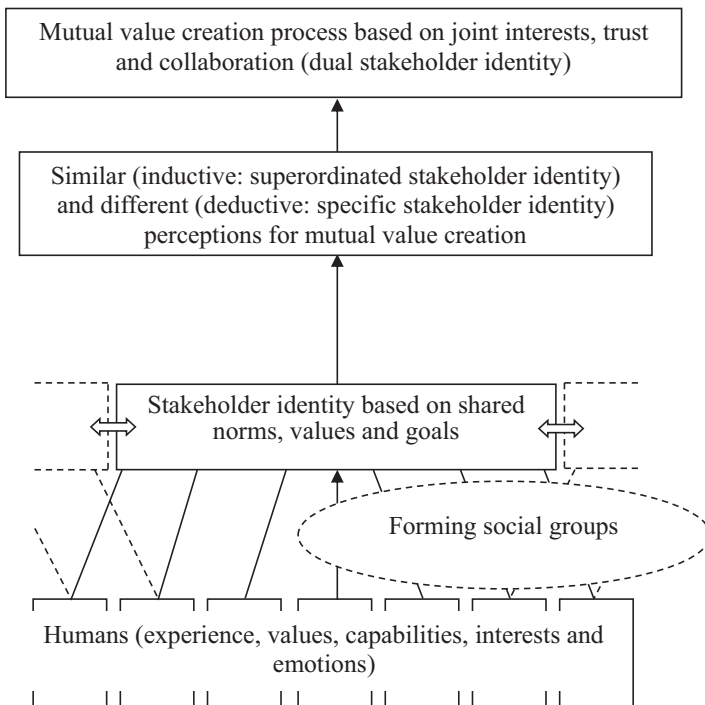 Mutual value creation process based on joint interests, trust
and collaboration (dual stakeholder identity)
Similar (inductive: superordinated stakeholder identity)
and different (deductive: specific stakeholder identity)
perceptions for mutual value creation
Stakeholder identity based on shared
norms, values and goals
Forming social groups
Humans (experience, values, capabilities, interests and
emotions)